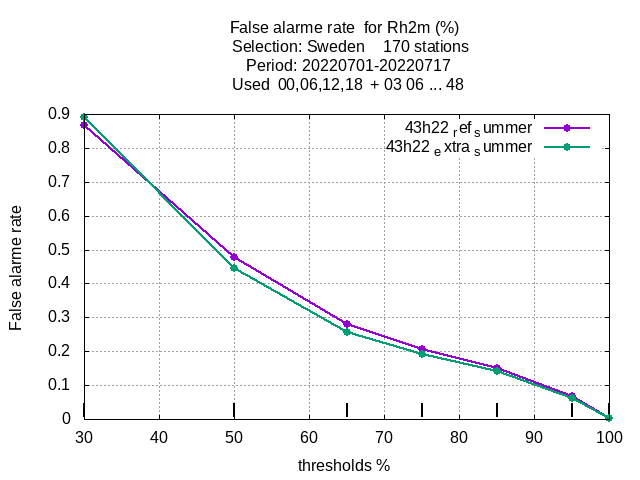 False alarme rate  for Rh2m (%)
Selection: Sweden    170 stations
Period: 20220701-20220717
Used  00,06,12,18  + 03 06 ... 48
43h22 ref summer
43h22 extra summer
False alarme rate
0.9
0.8
0.7
0.6
0.5
0.4
0.3
0.2
0.1
0
30 40 50 60 70 80 90 100
thresholds %